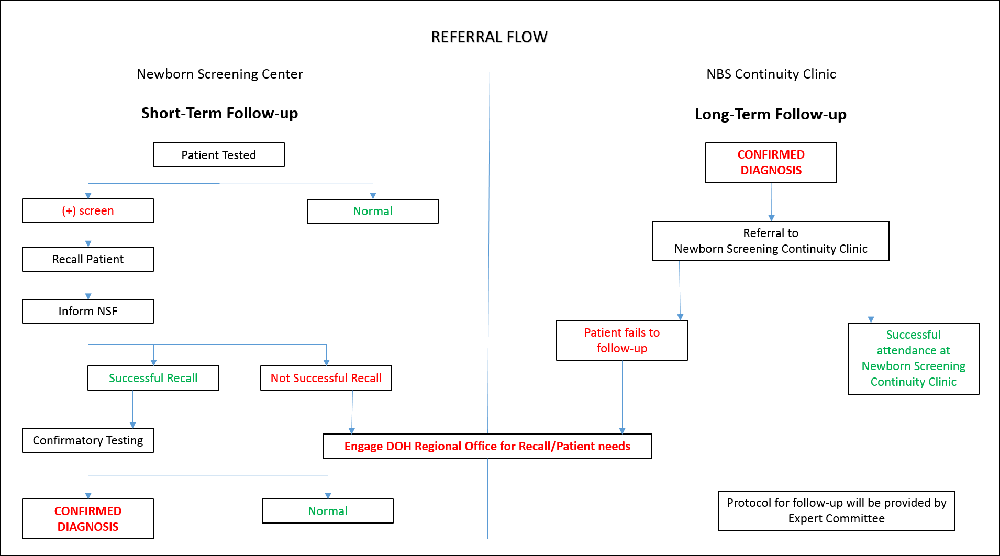 REFERRAL FLOW
Newborn Screening Center
Short-Term Follow-up
Patient Tested
(+) screen
Normal
Recall Patient
Inform NSF
Successful Recall
Not Successful Recall
Confirmatory Testing
Engage DOH Regional Office for Recall/Patient needs
CONFIRMED
DIAGNOSIS
Normal
NBS Continuity Clinic
Long-Term Follow-up
CONFIRMED
DIAGNOSIS
Referral to
Newborn Screening Continuity Clinic
Patient fails to
follow-up
Successful
attendance at
Newborn Screening
Continuity Clinic
Protocol for follow-up will be provided by
Expert Committee